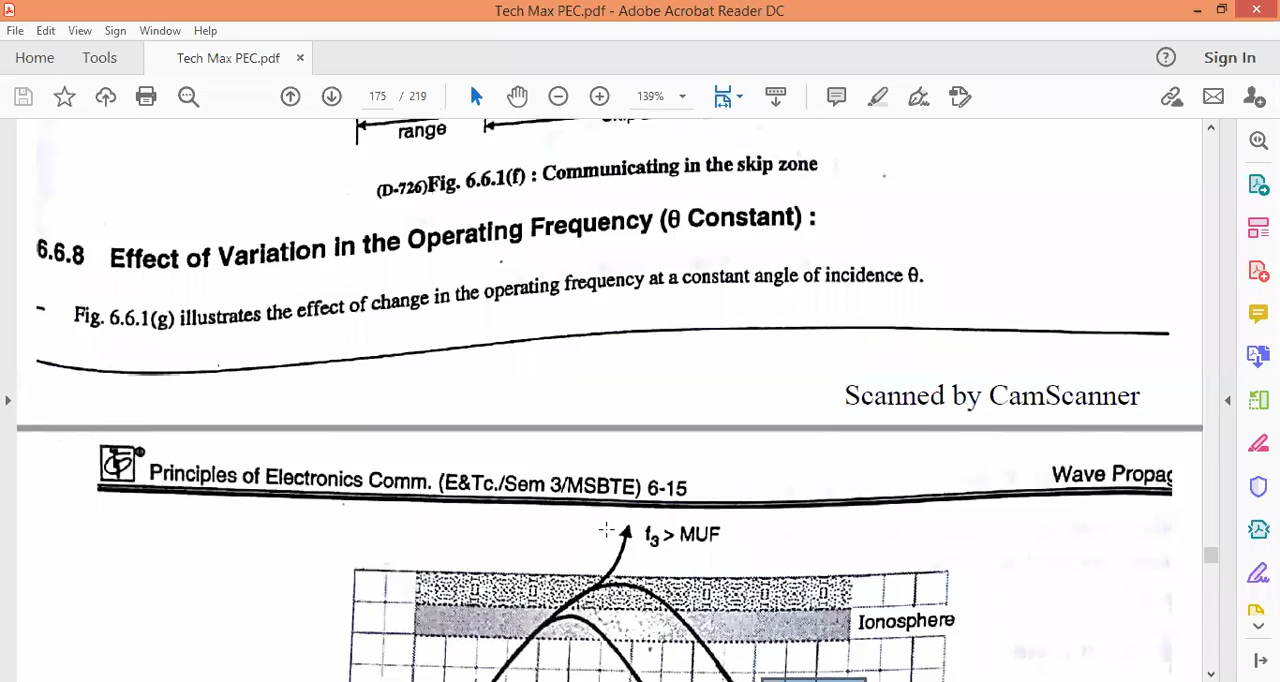 Tech Max PEC.pdf - Adobe Acrobat Reader DC
File Edit View Sign Window Help
Home Tools Tech Max PEC.pdf × Sign In
175 / 219 139%
range
(D-726)Fig. 6.6.1(f) : Communicating in the skip zone
6.6.8 Effect of Variation in the Operating Frequency (θ Constant) :
- Fig. 6.6.1(g) illustrates the effect of change in the operating frequency at a constant angle of incidence θ.
Scanned by CamScanner
Principles of Electronics Comm. (E&Tc./Sem 3/MSBTE) 6-15 Wave Propag
f3 > MUF
Ionosphere